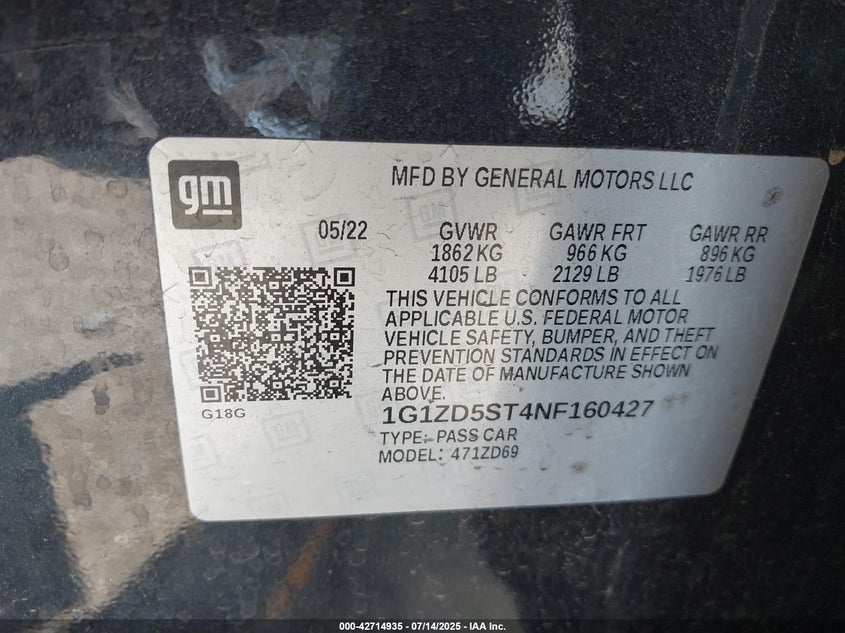 gm
MFD BY GENERAL MOTORS LLC
05/22 GVWR GAWR FRT GAWR RR
1862 KG 966 KG 896 KG
4105 LB 2129 LB 1976 LB
THIS VEHICLE CONFORMS TO ALL
APPLICABLE U.S. FEDERAL MOTOR
VEHICLE SAFETY, BUMPER, AND THEFT
PREVENTION STANDARDS IN EFFECT ON
THE DATE OF MANUFACTURE SHOWN
ABOVE.
G18G
1G1ZD5ST4NF160427
TYPE: PASS CAR
MODEL: 471ZD69
000-42714935 - 07/14/2025 - IAA Inc.